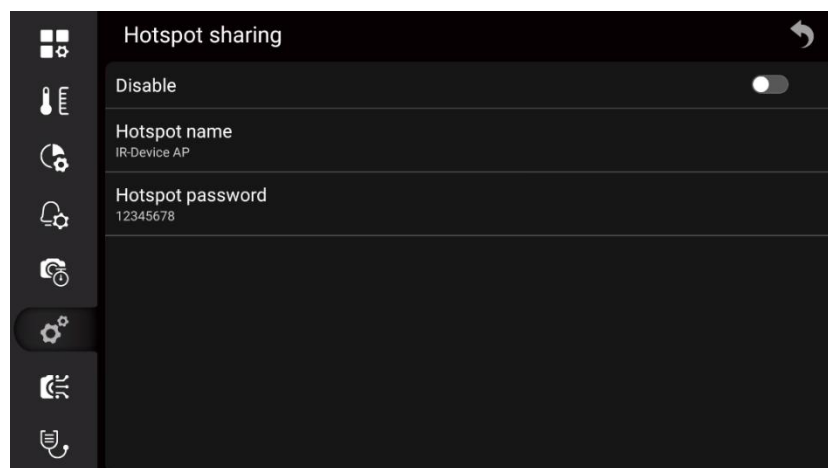 Hotspot sharing
Disable
Hotspot name
IR-Device AP
Hotspot password
12345678